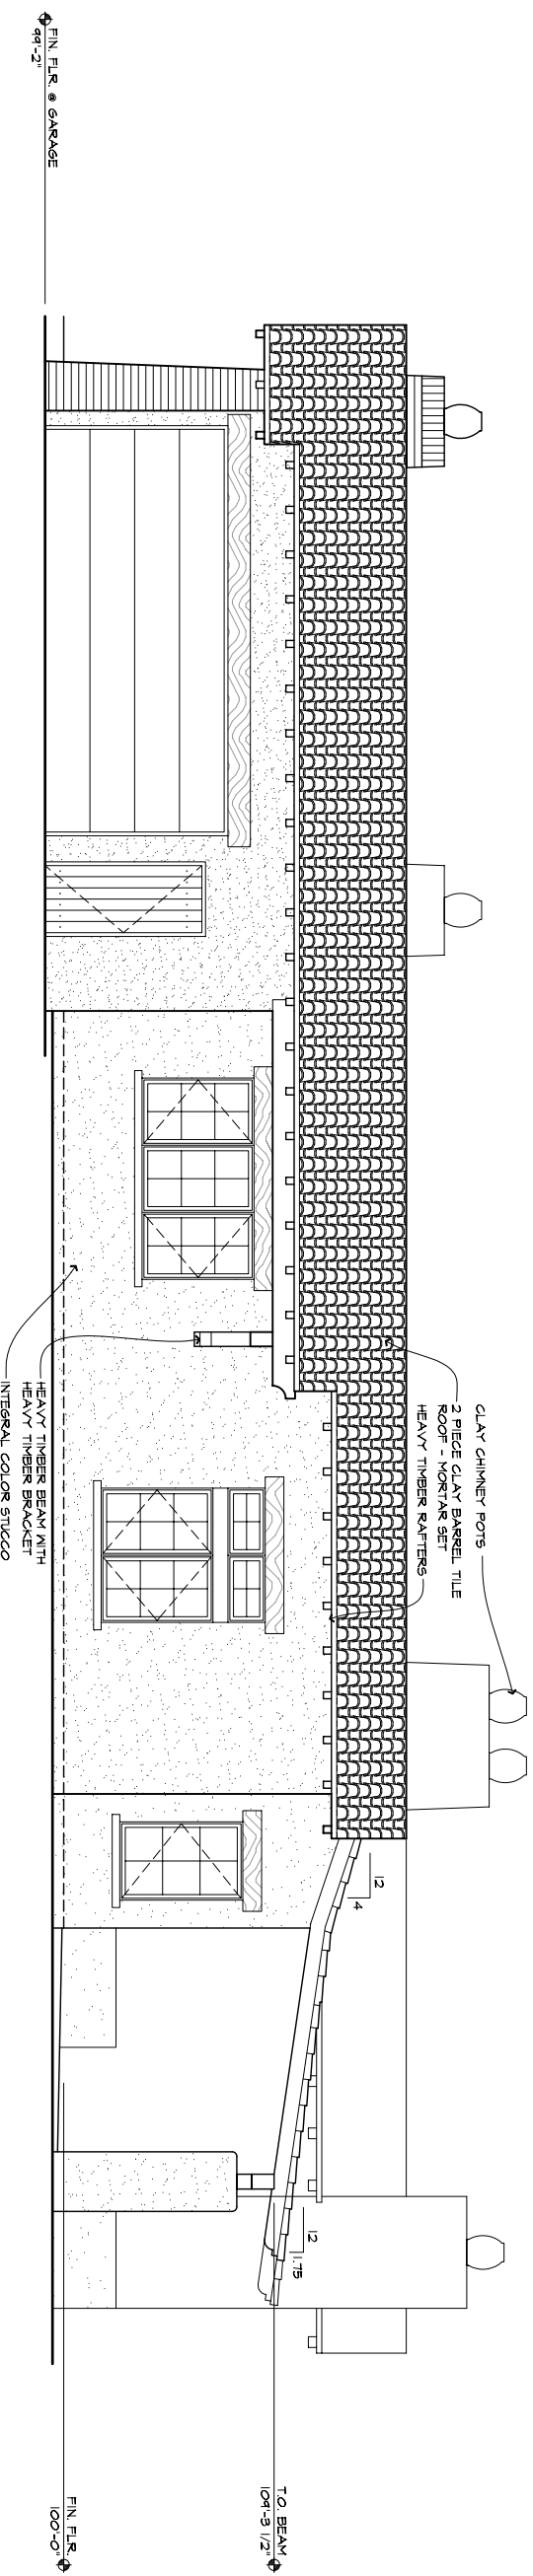 FIN. FLR. @ GARAGE
99'-2"
CLAY CHIMNEY POTS
2 PIECE CLAY BARREL TILE
ROOF - MORTAR SET
HEAVY TIMBER RAFTERS
HEAVY TIMBER BEAM WITH
HEAVY TIMBER BRACKET
INTEGRAL COLOR STUCCO
12
4
12
1.75
T.O. BEAM
109'-3 1/2"
FIN. FLR.
100'-0"